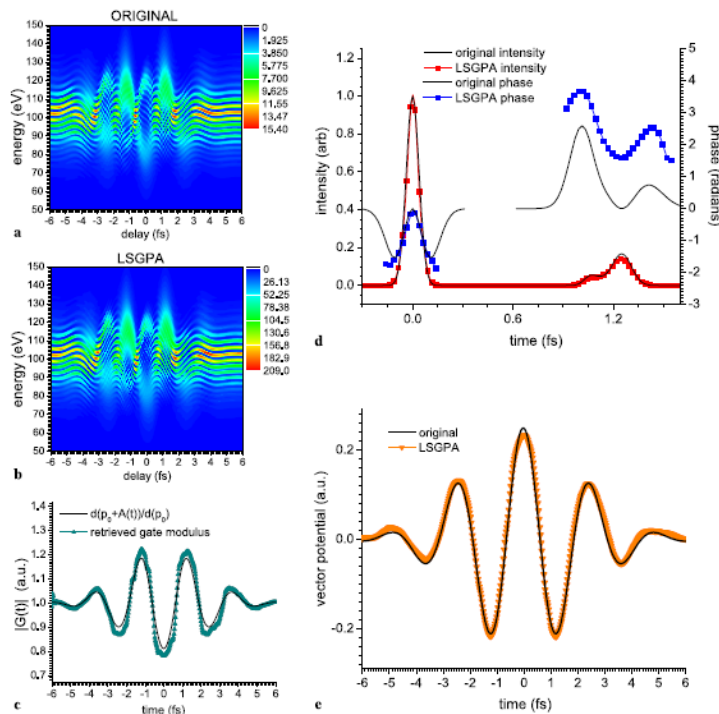 ORIGINAL
150
140
130
120
110
100
90
80
70
60
50
energy (eV)
-6 -5 -4 -3 -2 -1 0 1 2 3 4 5 6
delay (fs)
0
1.925
3.850
5.775
7.700
9.625
11.55
13.47
15.40
a
LSGPA
150
140
130
120
110
100
90
80
70
60
50
energy (eV)
-6 -5 -4 -3 -2 -1 0 1 2 3 4 5 6
delay (fs)
0
26.13
52.25
78.38
104.5
130.6
156.8
182.9
209.0
b
d(p0+A(t))/d(p0)
retrieved gate modulus
1.4
1.3
1.2
1.1
1.0
0.9
0.8
0.7
|G(t)| (a.u.)
-6 -5 -4 -3 -2 -1 0 1 2 3 4 5 6
time (fs)
c
original intensity
LSGPA intensity
original phase
LSGPA phase
1.2
1.0
0.8
0.6
0.4
0.2
0.0
intensity (arb)
5
4
3
2
1
0
-1
-2
-3
phase (radians)
0.0 0.6 1.2
time (fs)
d
original
LSGPA
0.2
0.0
-0.2
vector potential (a.u.)
-6 -5 -4 -3 -2 -1 0 1 2 3 4 5 6
time (fs)
e